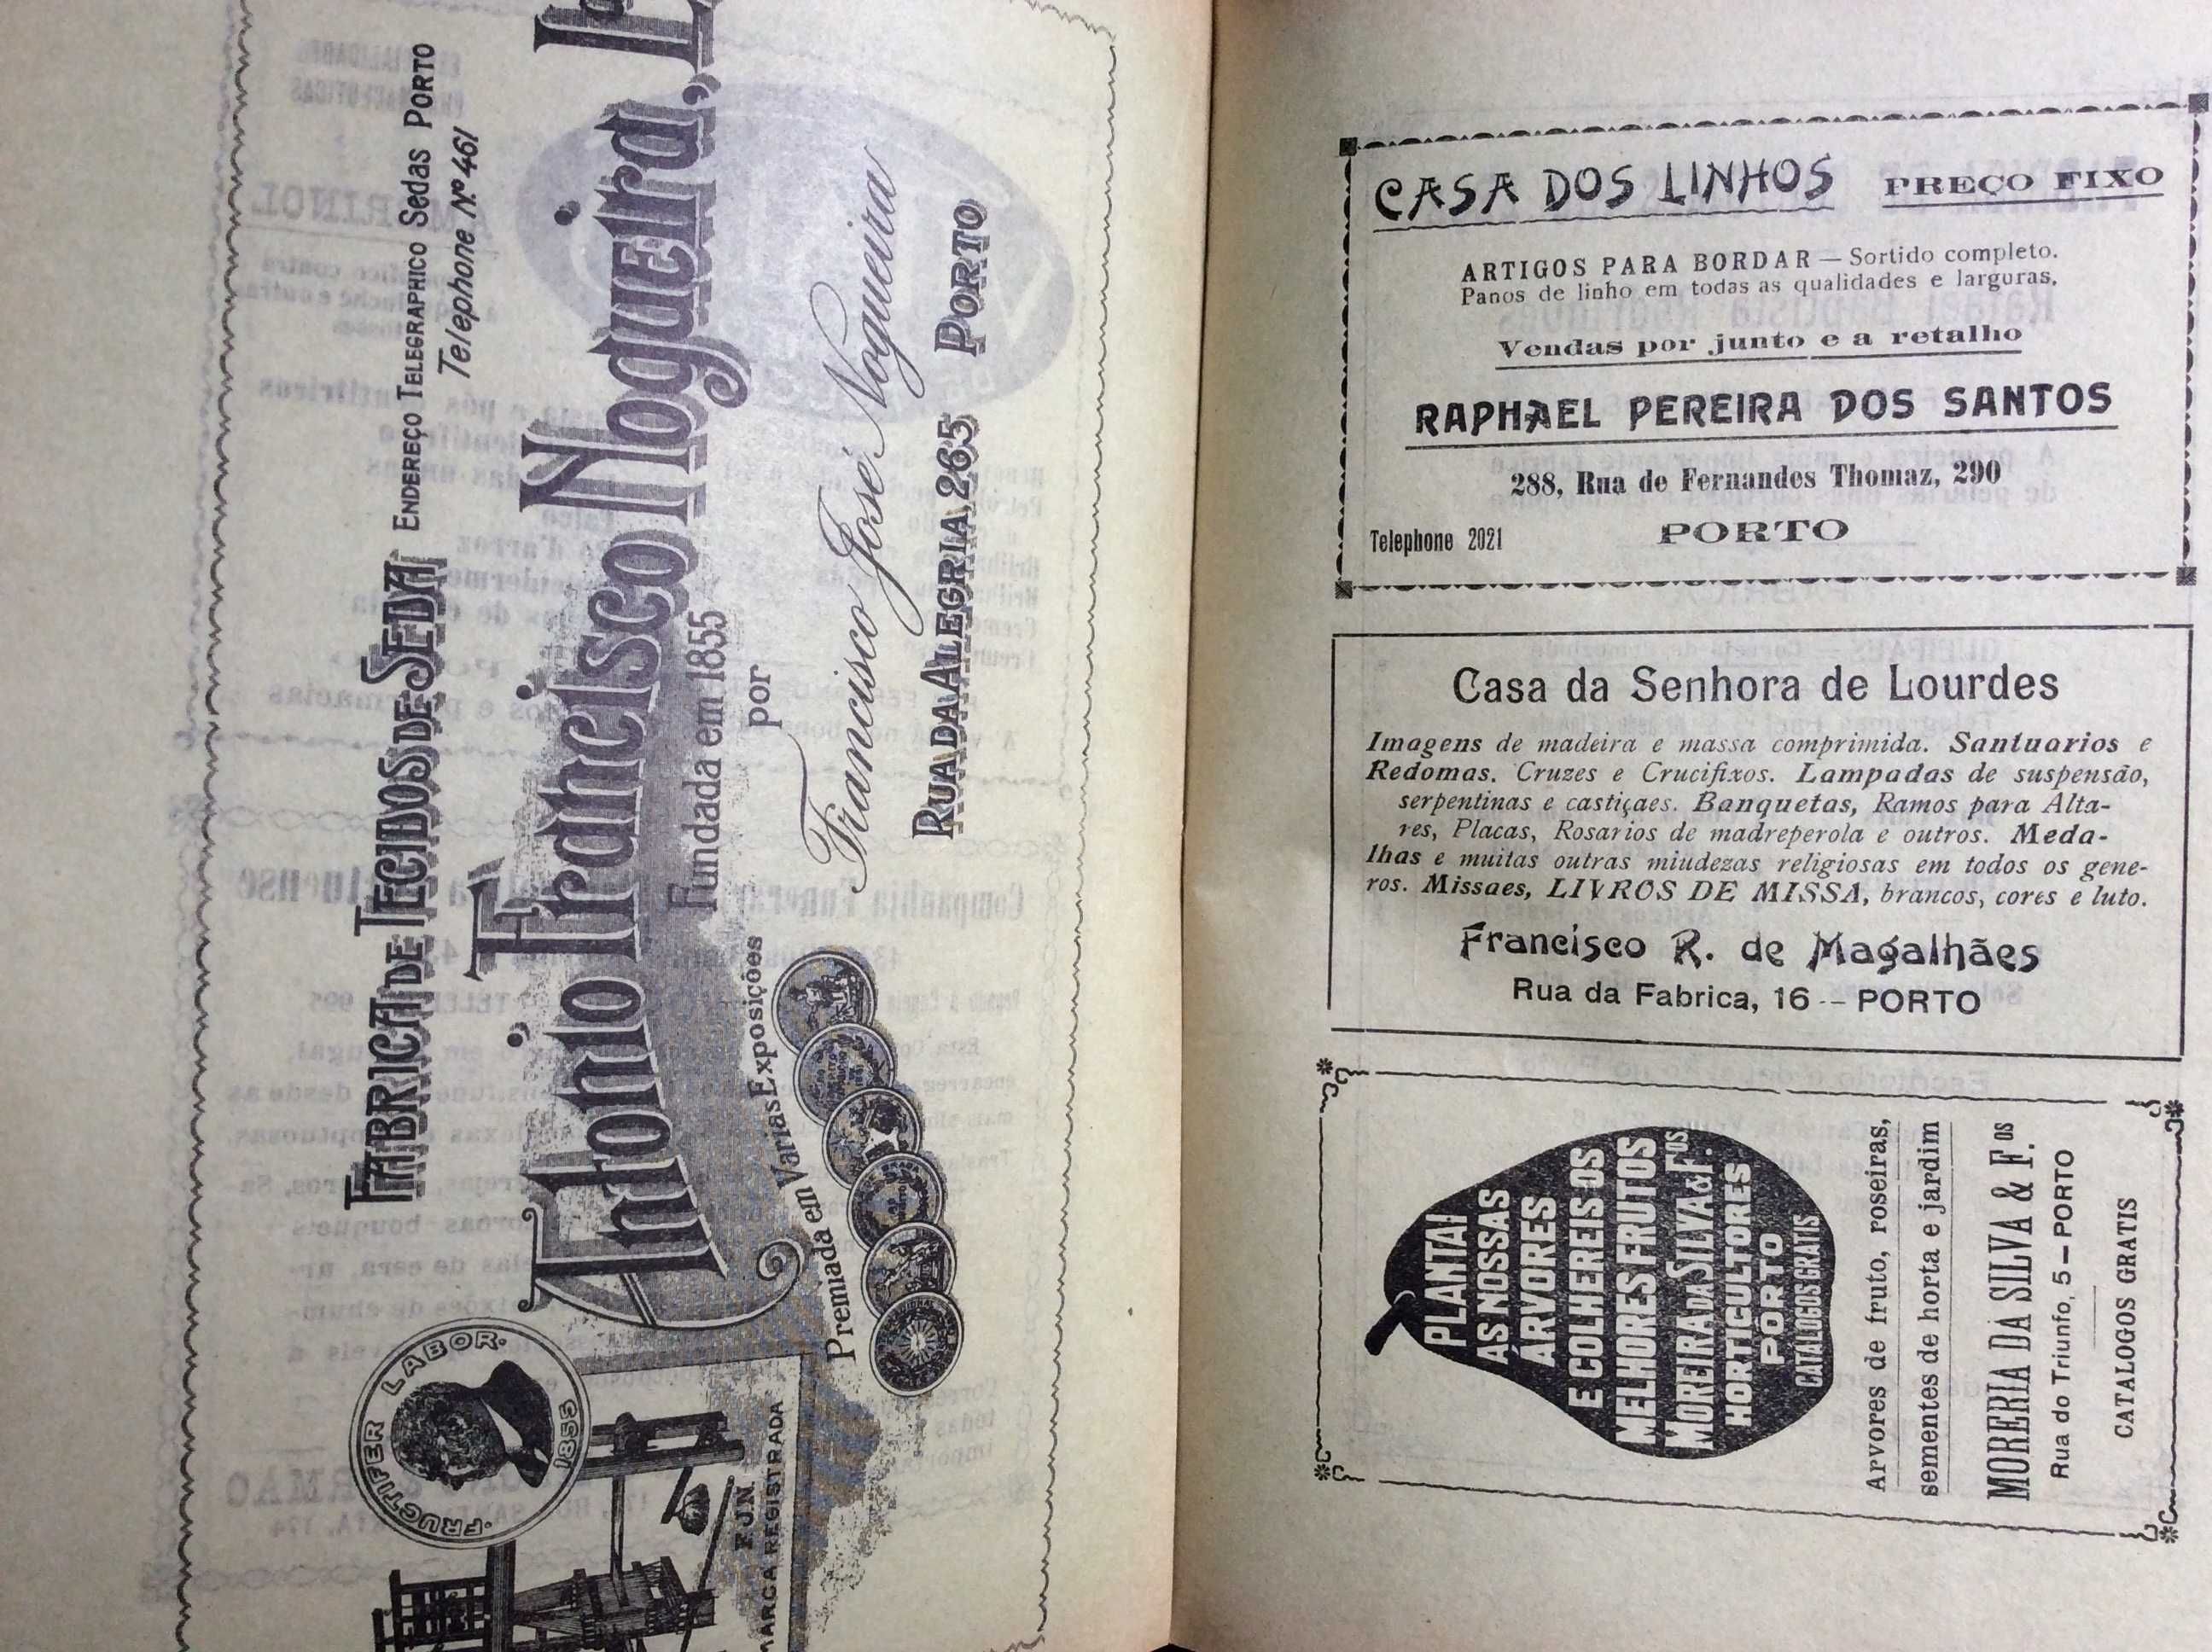 FABRICA DE TECIDOS DE SEDA
ENDEREÇO TELEGRAPHICO SEDAS PORTO
Telephone Nº 461
Antonio Francisco Nogueira,
Fundada em 1855
por
Francisco José Nogueira
RUA DA ALEGRIA, 265 PORTO
Premiada em Varias Exposições
FRUCTIFER LABOR.
1855
F.J.N.
MARCA REGISTRADA
CASA DOS LINHOS PREÇO FIXO
ARTIGOS PARA BORDAR — Sortido completo.
Panos de linho em todas as qualidades e larguras.
Vendas por junto e a retalho
RAPHAEL PEREIRA DOS SANTOS
288, Rua de Fernandes Thomaz, 290
Telephone 2021 PORTO
Casa da Senhora de Lourdes
Imagens de madeira e massa comprimida. Santuarios e
Redomas. Cruzes e Crucifixos. Lampadas de suspensão,
serpentinas e castiçaes. Banquetas, Ramos para Alta-
res, Placas, Rosarios de madreperola e outros. Meda-
lhas e muitas outras miudezas religiosas em todos os gene-
ros. Missaes, LIVROS DE MISSA, brancos, cores e luto.
Francisco R. de Magalhães
Rua da Fabrica, 16 -- PORTO
PLANTAI
AS NOSSAS
ÁRVORES
E COLHEREIS OS
MELHORES FRUTOS
MOREIRA DA SILVA & F.OS
HORTICULTORES
PORTO
CATALOGOS GRATIS
Arvores de fruto, roseiras,
sementes de horta e jardim
MORERIA DA SILVA & F.OS
Rua do Triunfo, 5 — PORTO
CATALOGOS GRATIS